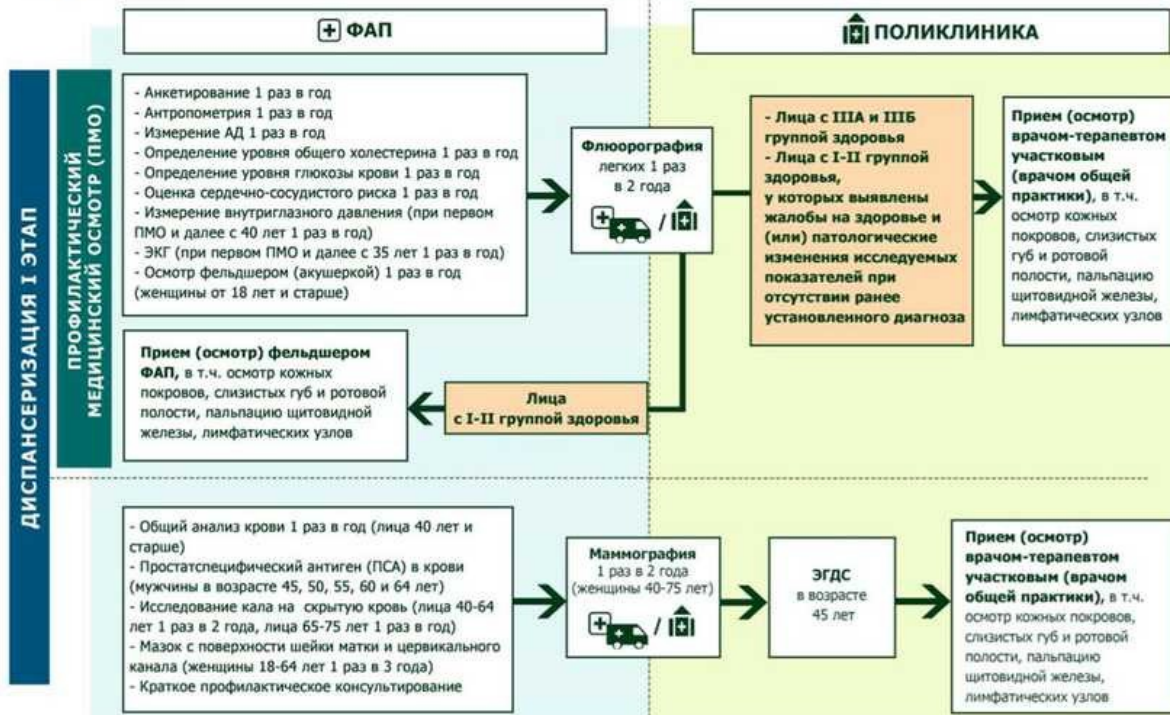 ФАП
ПОЛИКЛИНИКА
ДИСПАНСЕРИЗАЦИЯ I ЭТАП
ПРОФИЛАКТИЧЕСКИЙ
МЕДИЦИНСКИЙ ОСМОТР (ПМО)
- Анкетирование 1 раз в год
- Антропометрия 1 раз в год
- Измерение АД 1 раз в год
- Определение уровня общего холестерина 1 раз в год
- Определение уровня глюкозы крови 1 раз в год
- Оценка сердечно-сосудистого риска 1 раз в год
- Измерение внутриглазного давления (при первом
ПМО и далее с 40 лет 1 раз в год)
- ЭКГ (при первом ПМО и далее с 35 лет 1 раз в год)
- Осмотр фельдшером (акушеркой) 1 раз в год
(женщины от 18 лет и старше)
Флюорография
легких 1 раз
в 2 года
/
- Лица с IIIА и IIIБ
группой здоровья
- Лица с I-II группой
здоровья,
у которых выявлены
жалобы на здоровье и
(или) патологические
изменения исследуемых
показателей при
отсутствии ранее
установленного диагноза
Прием (осмотр)
врачом-терапевтом
участковым
(врачом общей
практики), в т.ч.
осмотр кожных
покровов, слизистых
губ и ротовой
полости, пальпацию
щитовидной железы,
лимфатических узлов
Прием (осмотр) фельдшером
ФАП, в т.ч. осмотр кожных
покровов, слизистых губ и ротовой
полости, пальпацию щитовидной
железы, лимфатических узлов
Лица
с I-II группой здоровья
- Общий анализ крови 1 раз в год (лица 40 лет и
старше)
- Простатспецифический антиген (ПСА) в крови
(мужчины в возрасте 45, 50, 55, 60 и 64 лет)
- Исследование кала на скрытую кровь (лица 40-64
лет 1 раз в 2 года, лица 65-75 лет 1 раз в год)
- Мазок с поверхности шейки матки и цервикального
канала (женщины 18-64 лет 1 раз в 3 года)
- Краткое профилактическое консультирование
Маммография
1 раз в 2 года
(женщины 40-75 лет)
/
ЭГДС
в возрасте
45 лет
Прием (осмотр)
врачом-терапевтом
участковым (врачом
общей практики), в т.ч.
осмотр кожных покровов,
слизистых губ и ротовой
полости, пальпацию
щитовидной железы,
лимфатических узлов